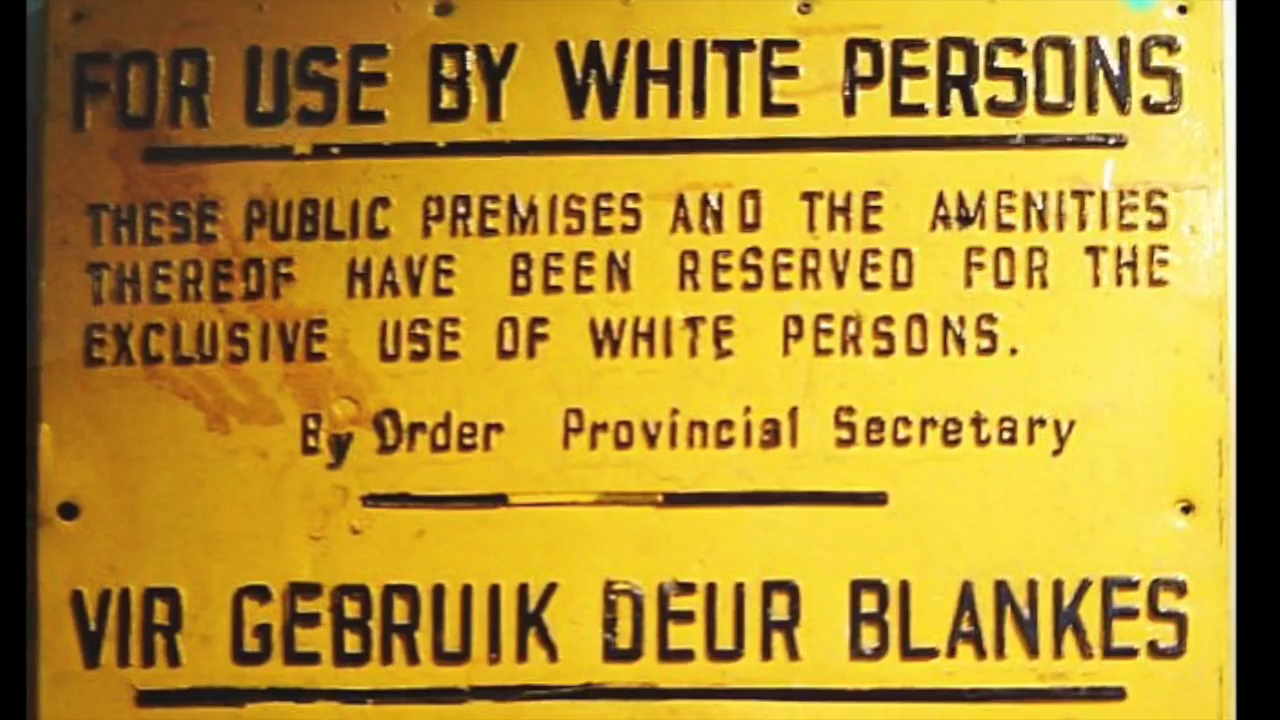 FOR USE BY WHITE PERSONS
THESE PUBLIC PREMISES AND THE AMENITIES
THEREOF HAVE BEEN RESERVED FOR THE
EXCLUSIVE USE OF WHITE PERSONS.
By Order Provincial Secretary
VIR GEBRUIK DEUR BLANKES